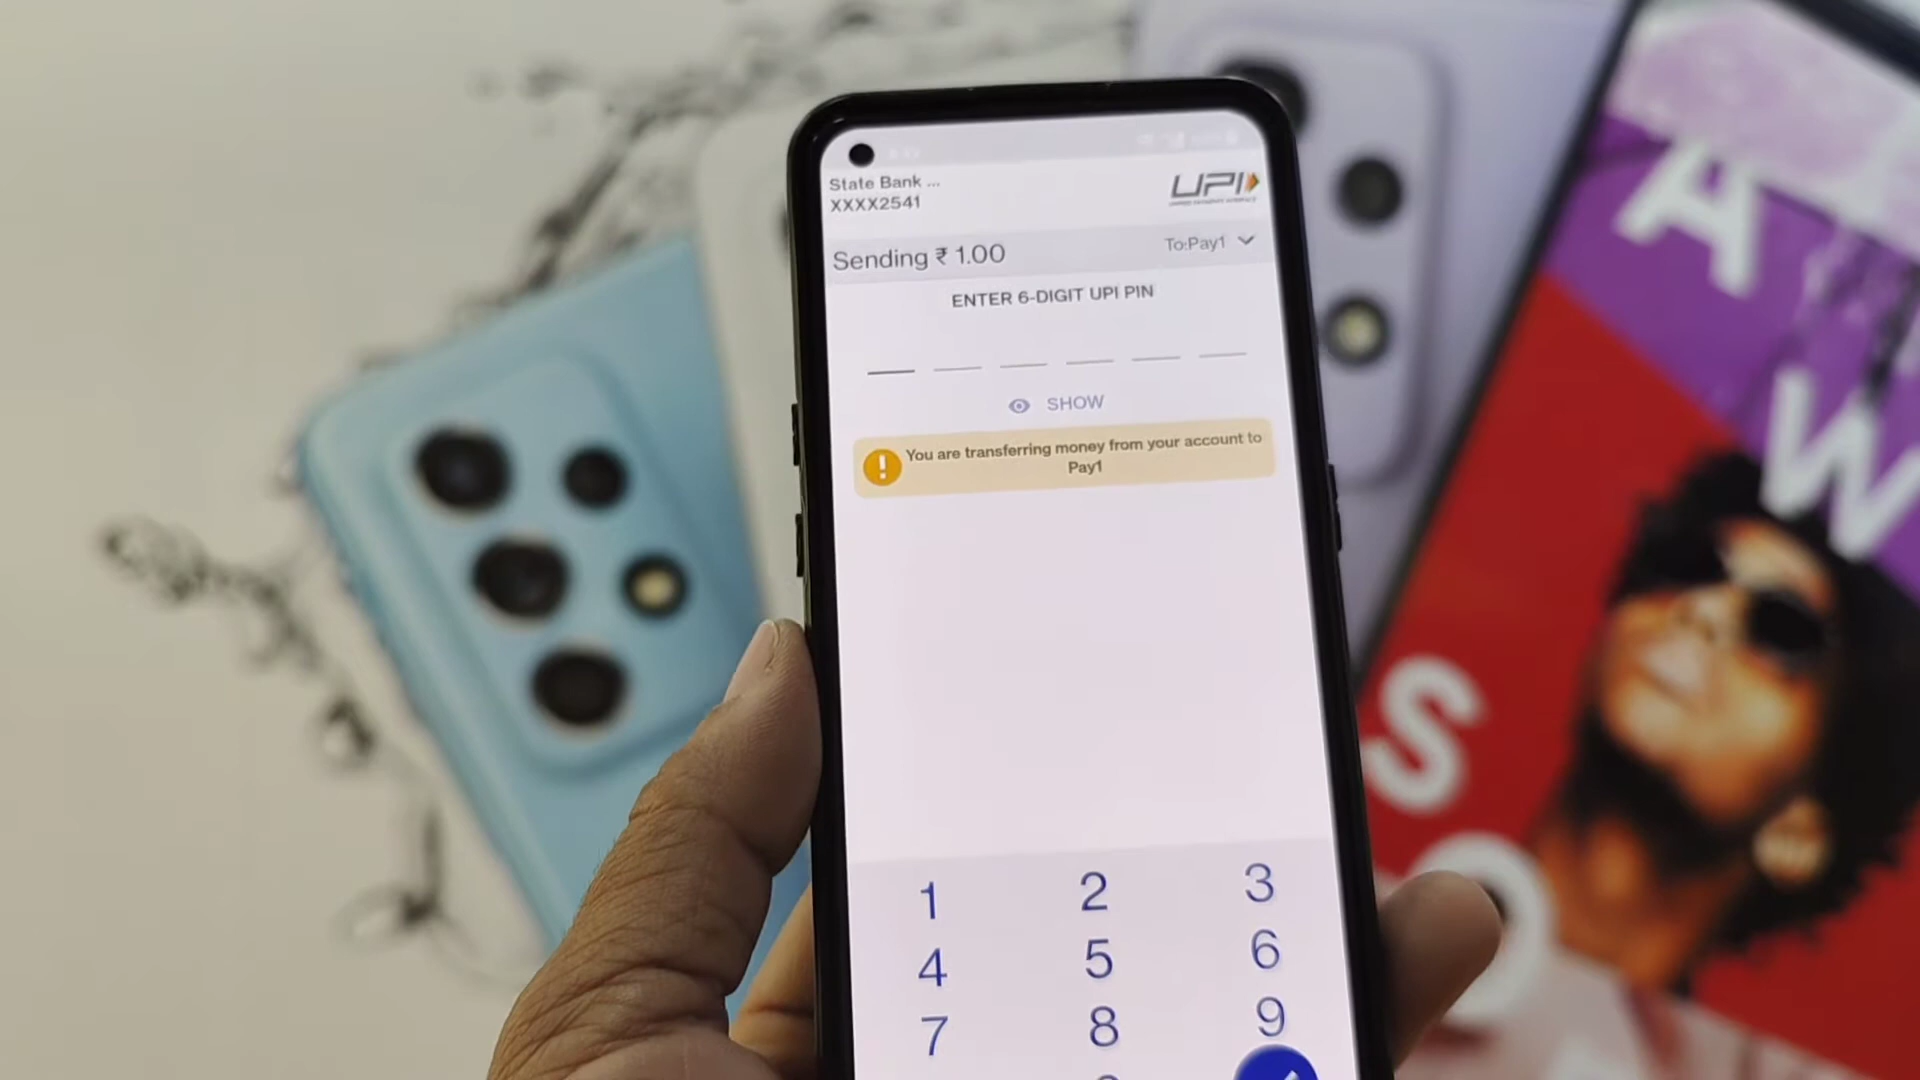 State Bank ...
XXXX2541
UPI
Sending ₹ 1.00
To:Pay1
ENTER 6-DIGIT UPI PIN
SHOW
You are transferring money from your account to
Pay1
1 2 3
4 5 6
7 8 9
A
W
S
O